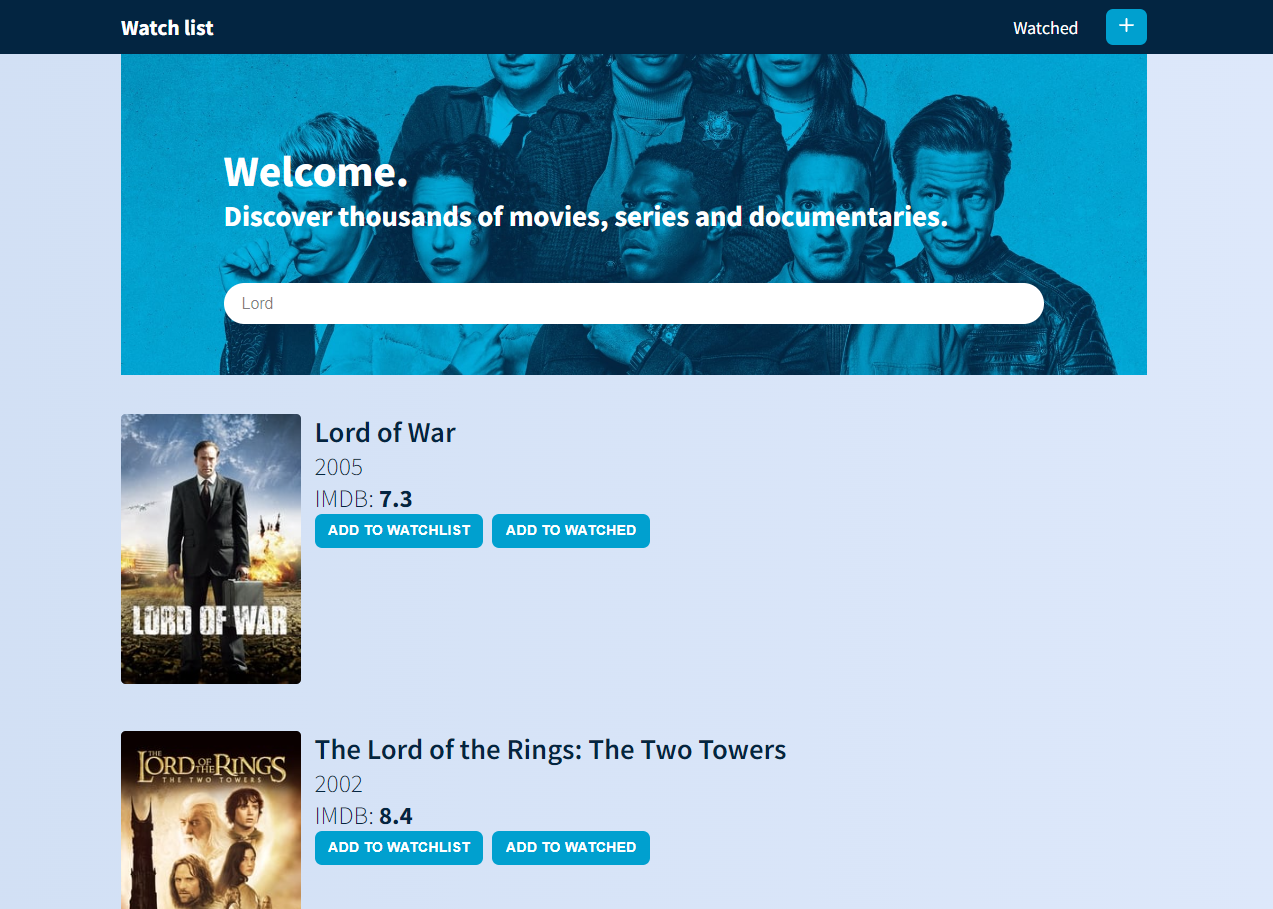 Watch list
Watched
+
Welcome.
Discover thousands of movies, series and documentaries.
Lord
Lord of War
2005
IMDB: 7.3
ADD TO WATCHLIST
ADD TO WATCHED
LORD OF WAR
The Lord of the Rings: The Two Towers
2002
IMDB: 8.4
ADD TO WATCHLIST
ADD TO WATCHED
THE
LORD OF THE RINGS
THE TWO TOWERS